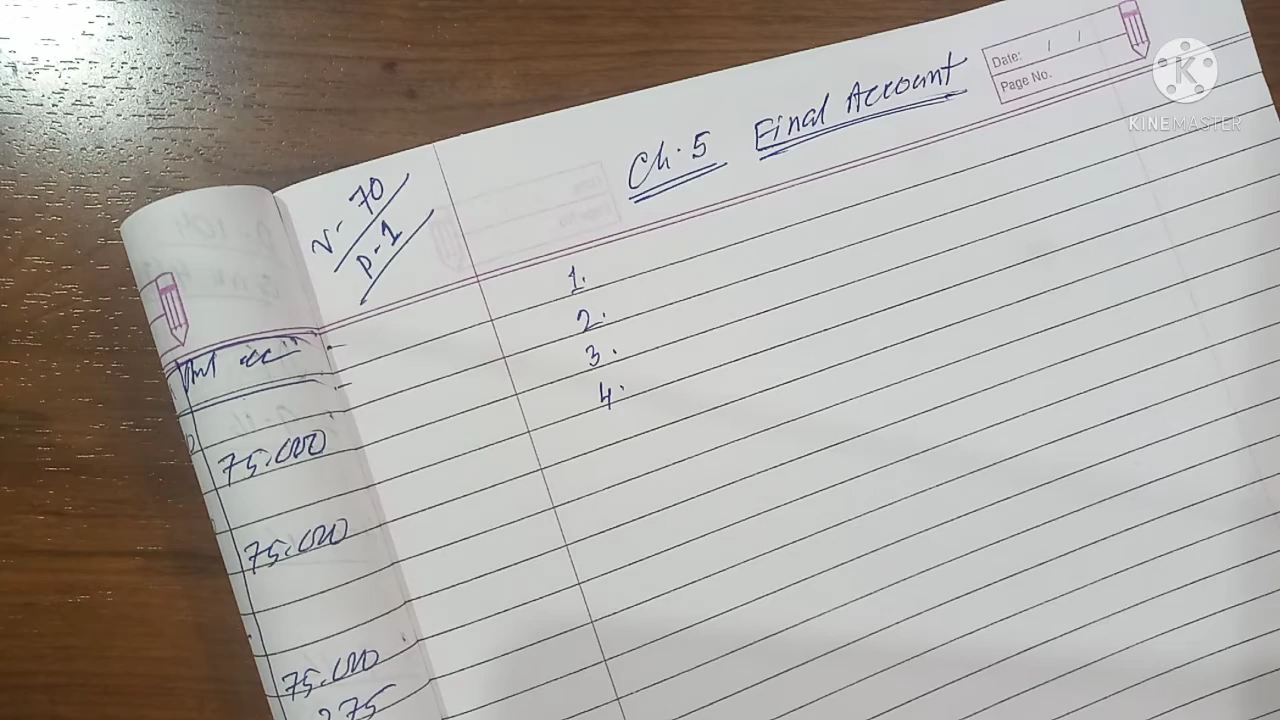 Ch. 5 Final Account
Date: / /
Page No.
KINEMASTER
V- 70
P-1
1.
2.
3.
4.
75.000
75.000
75.000
275